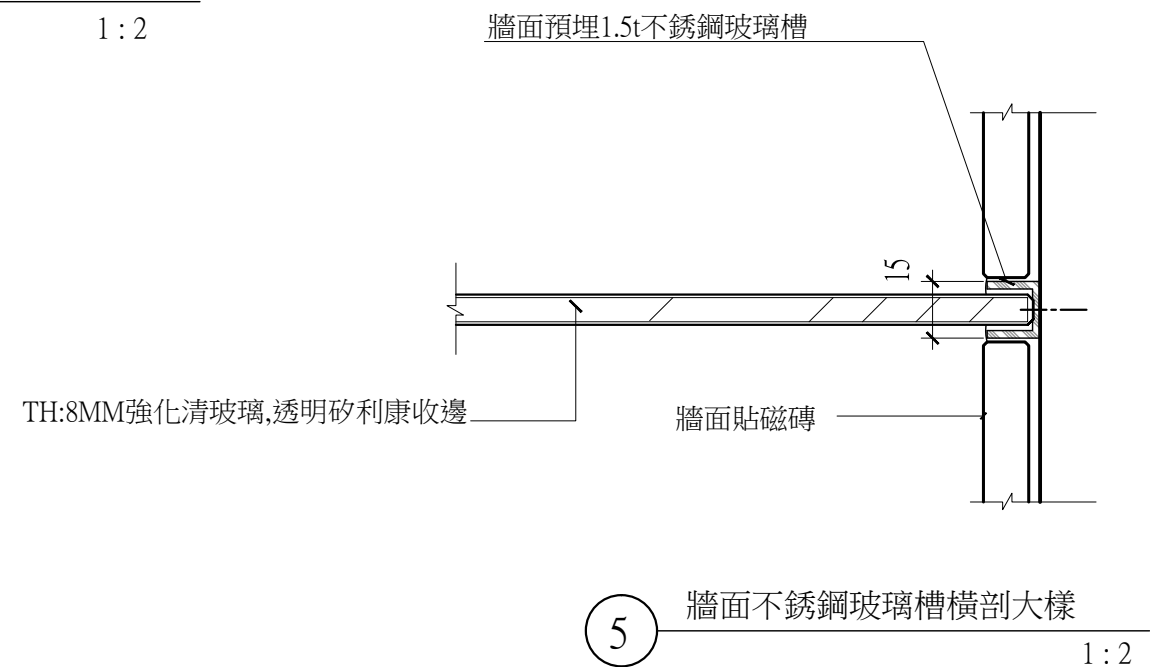 1 : 2
牆面預埋1.5t不銹鋼玻璃槽
15
TH:8MM強化清玻璃,透明矽利康收邊
牆面貼磁磚
5
牆面不銹鋼玻璃槽橫剖大樣
1 : 2